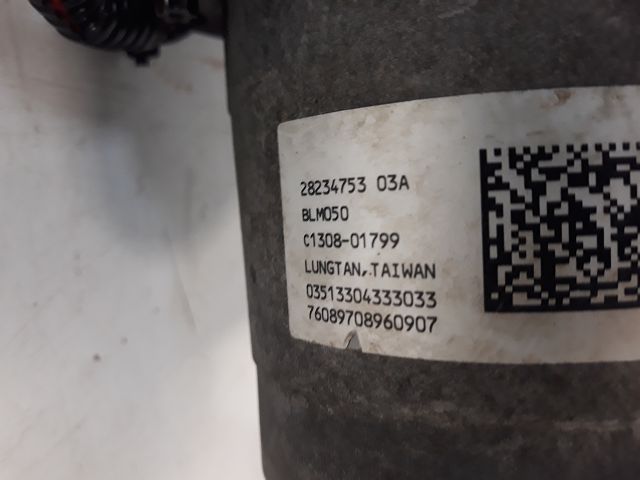 28234753 03A
BLM050
C1308-01799
LUNGTAN,TAIWAN
03513304333033
76089708960907